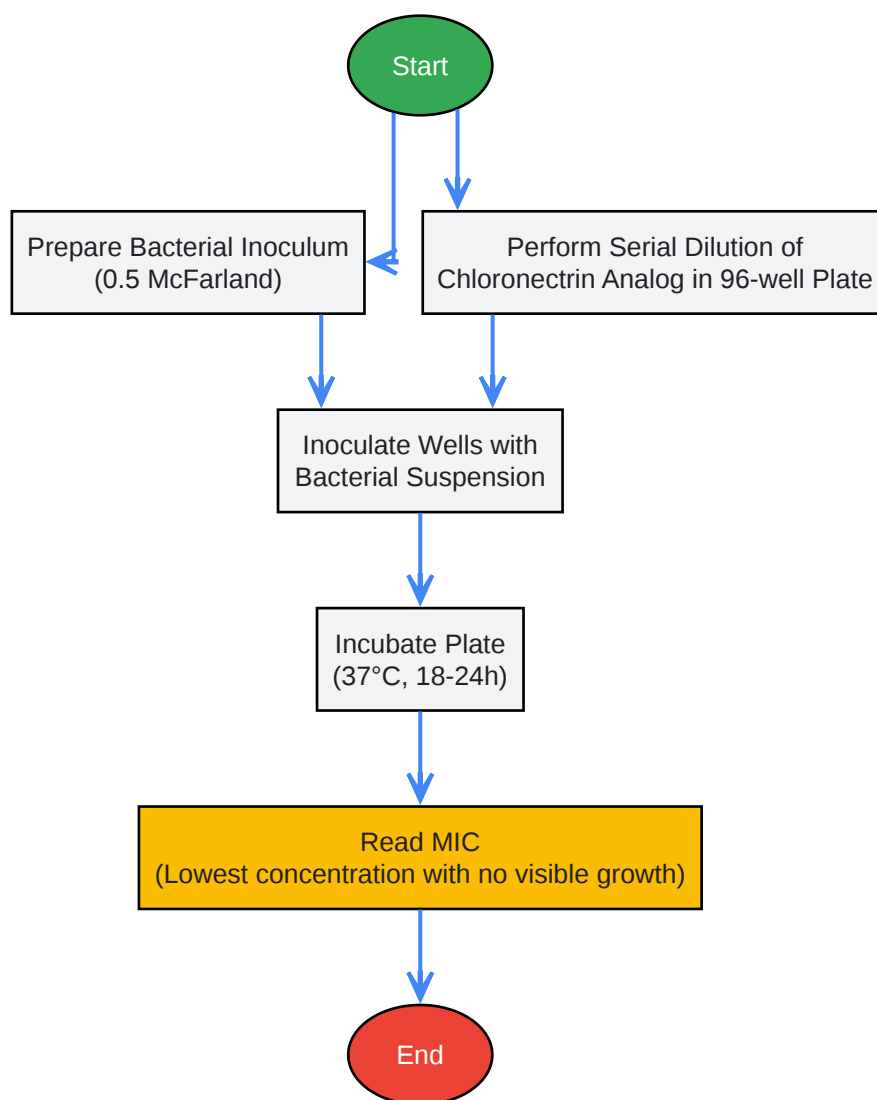 Start
Prepare Bacterial Inoculum
(0.5 McFarland)
Perform Serial Dilution of
Chloronectrin Analog in 96-well Plate
Inoculate Wells with
Bacterial Suspension
Incubate Plate
(37°C, 18-24h)
Read MIC
(Lowest concentration with no visible growth)
End